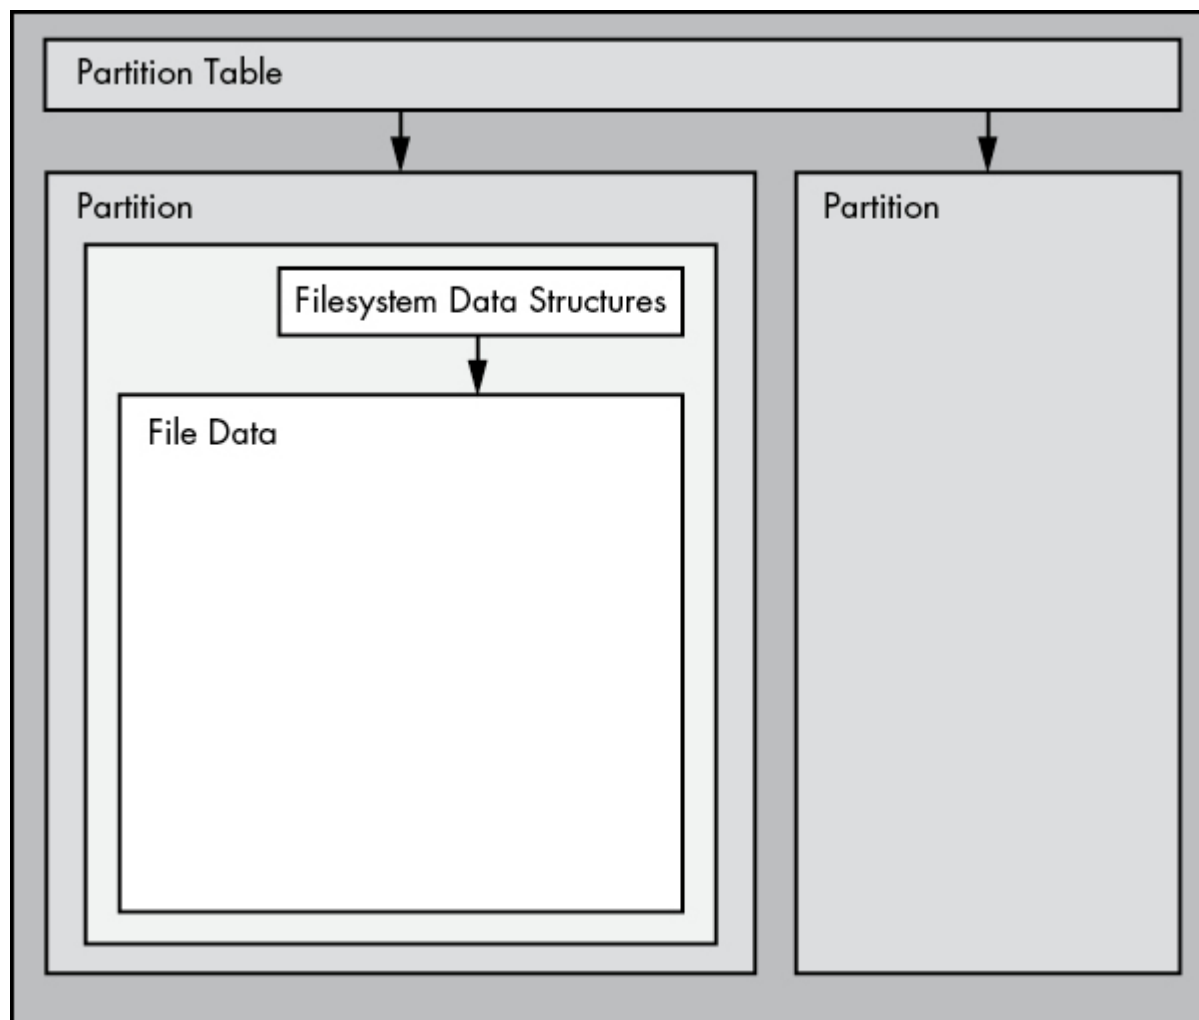 Partition Table
Partition
Partition
Filesystem Data Structures
File Data